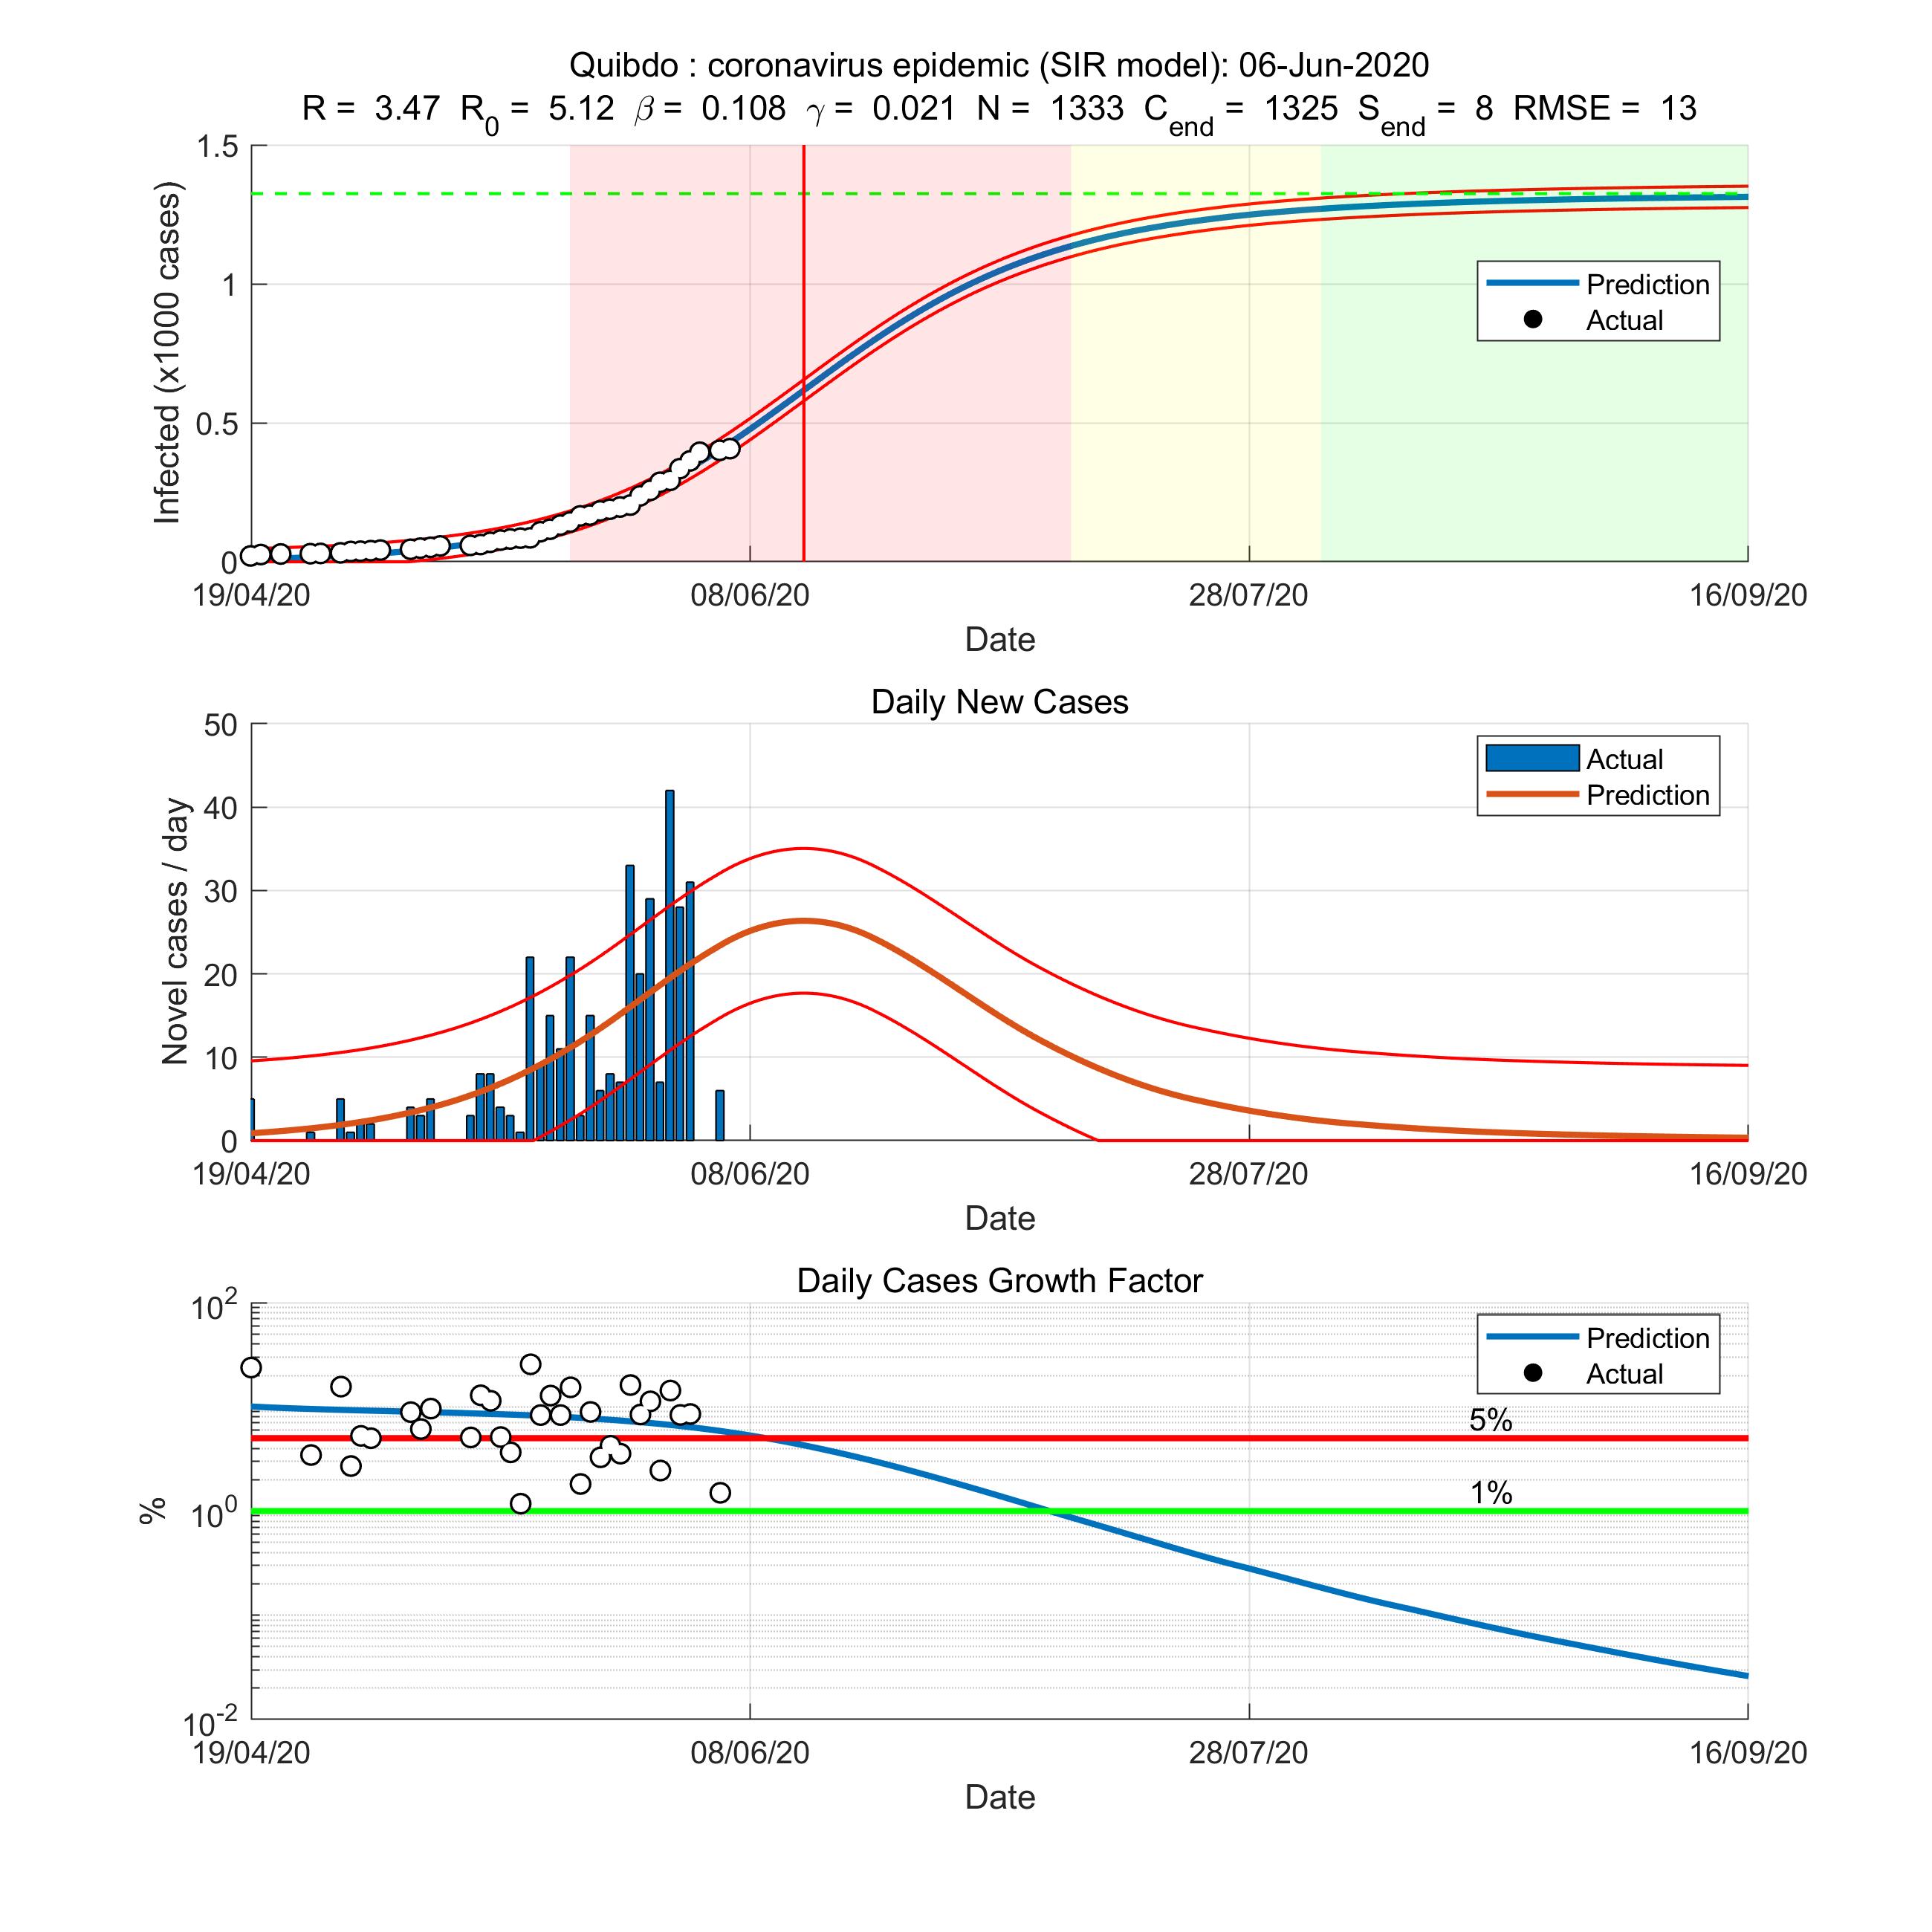 Quibdo : coronavirus epidemic (SIR model): 06-Jun-2020
R = 3.47 R0 = 5.12 β = 0.108 γ = 0.021 N = 1333 Cend = 1325 Send = 8 RMSE = 13
Infected (x1000 cases)
1.5
1
0.5
0
Prediction
Actual
19/04/20 08/06/20 28/07/20 16/09/20
Date
Daily New Cases
Novel cases / day
50
40
30
20
10
0
Actual
Prediction
19/04/20 08/06/20 28/07/20 16/09/20
Date
Daily Cases Growth Factor
%
10^2
10^0
10^-2
Prediction
Actual
5%
1%
19/04/20 08/06/20 28/07/20 16/09/20
Date